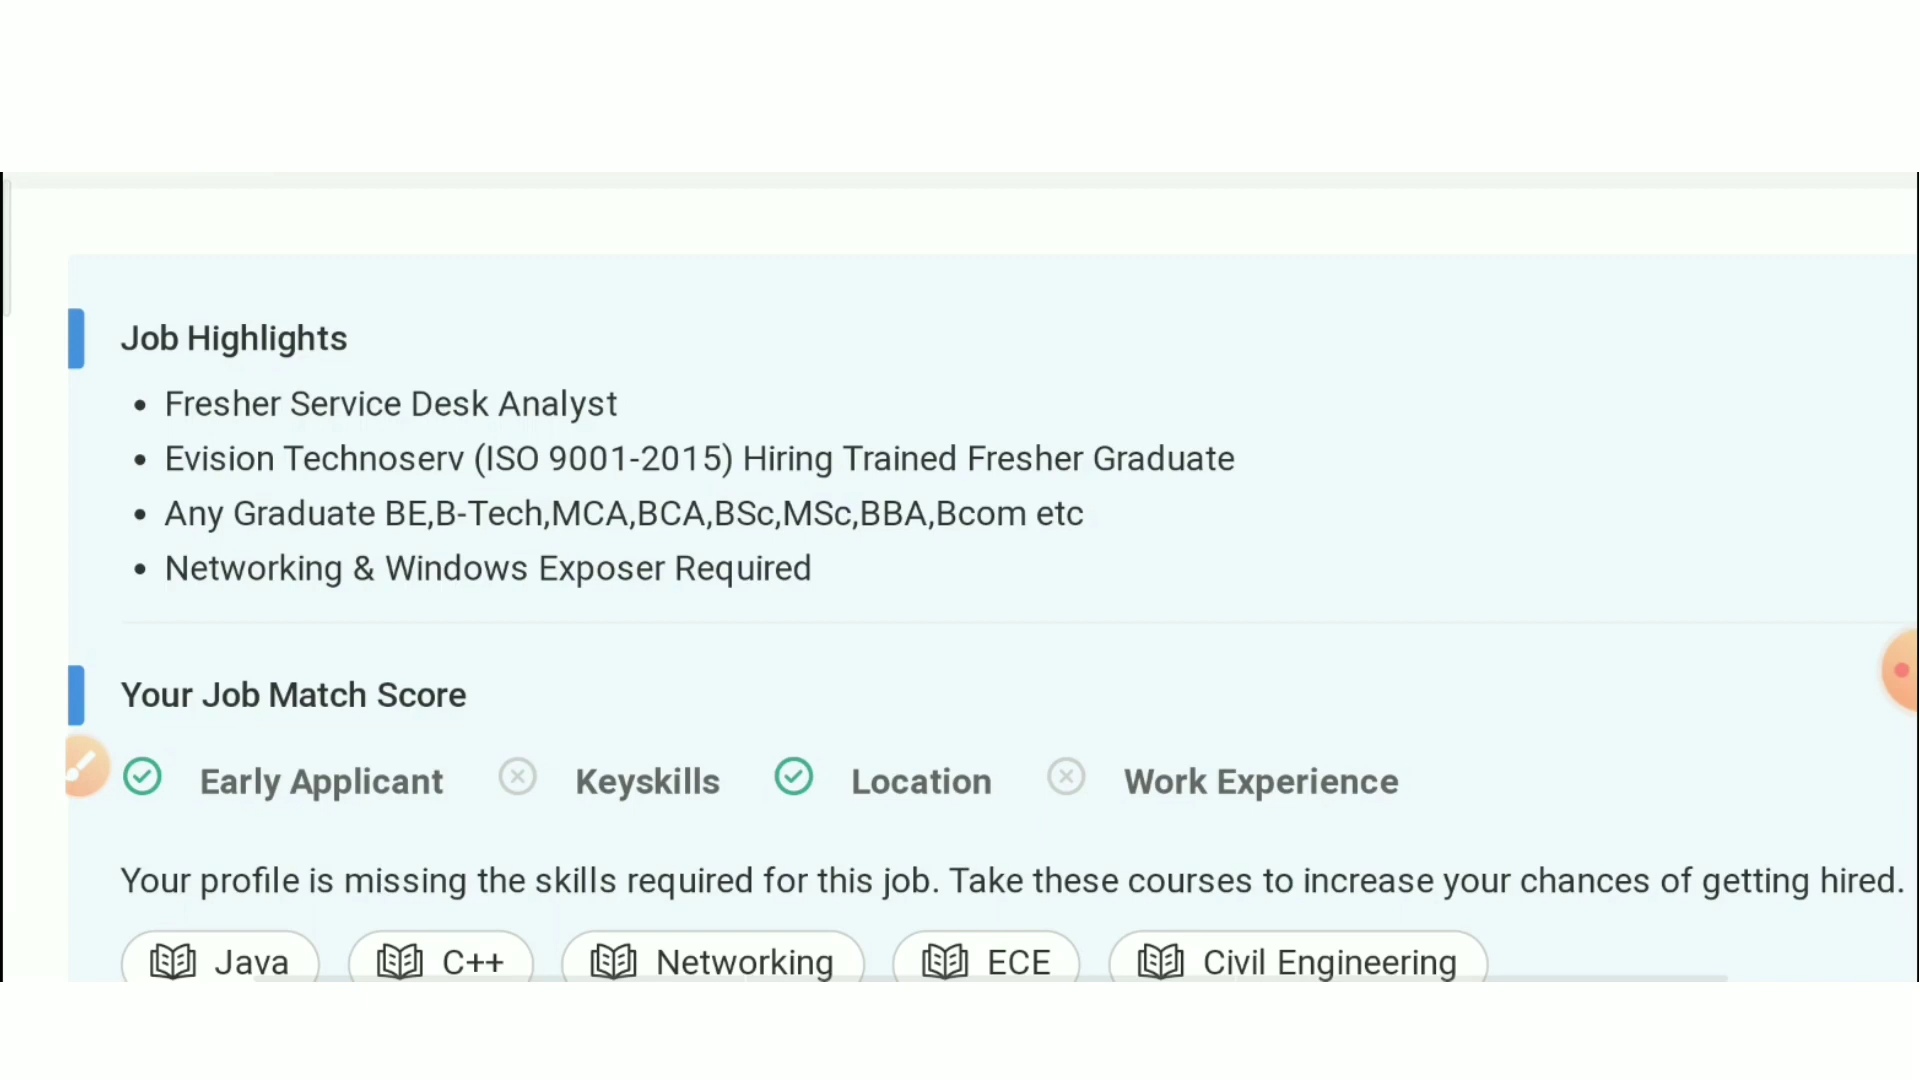 Job Highlights
Fresher Service Desk Analyst
Evision Technoserv (ISO 9001-2015) Hiring Trained Fresher Graduate
Any Graduate BE,B-Tech,MCA,BCA,BSc,MSc,BBA,Bcom etc
Networking & Windows Exposer Required
Your Job Match Score
Early Applicant Keyskills Location Work Experience
Your profile is missing the skills required for this job. Take these courses to increase your chances of getting hired.
Java C++ Networking ECE Civil Engineering